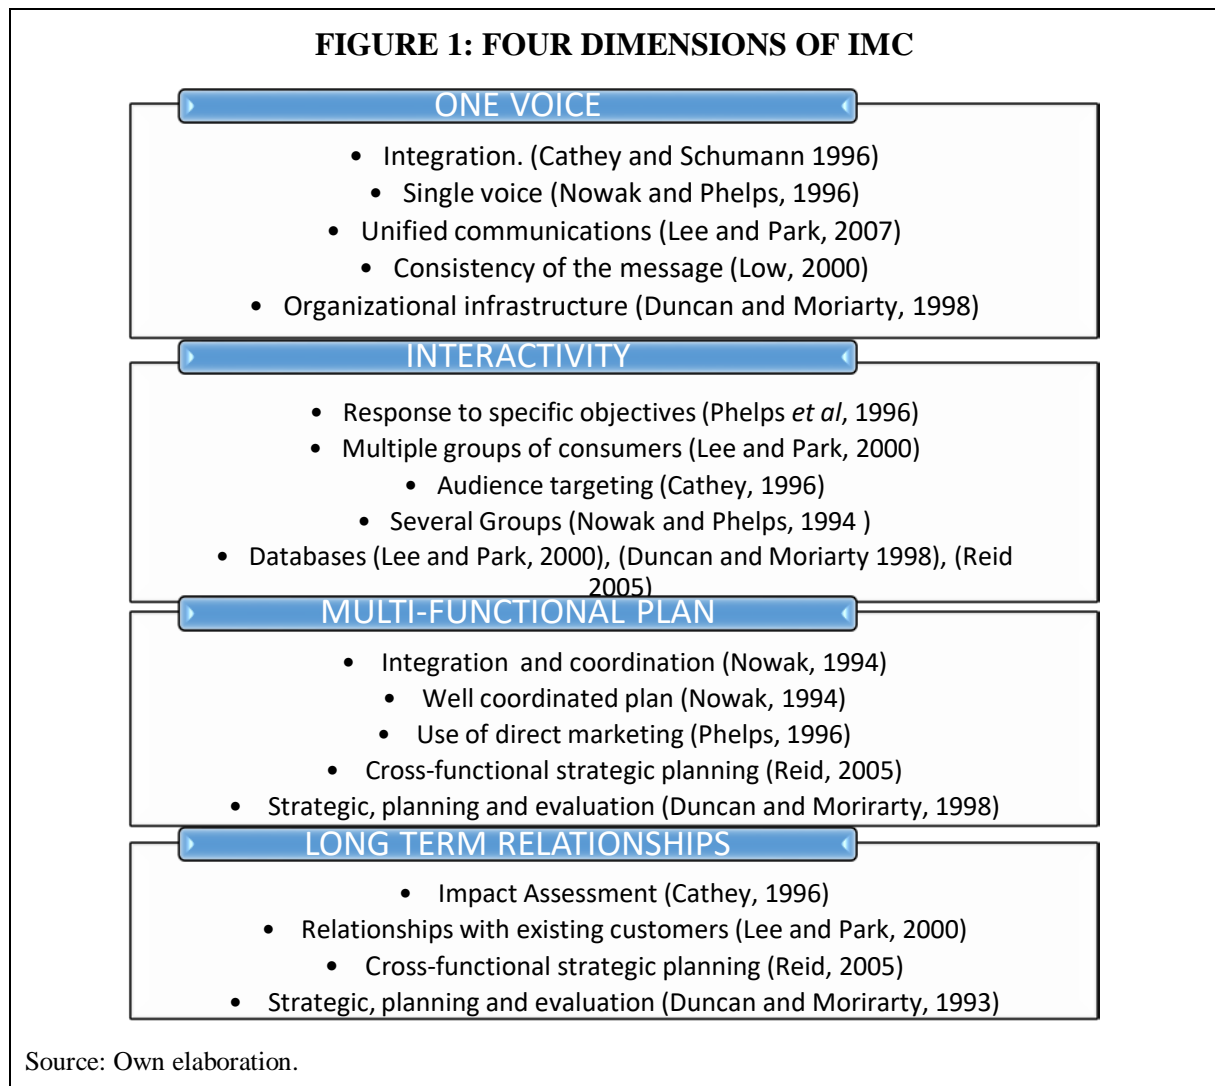 FIGURE 1: FOUR DIMENSIONS OF IMC
ONE VOICE
• Integration. (Cathey and Schumann 1996)
• Single voice (Nowak and Phelps, 1996)
• Unified communications (Lee and Park, 2007)
• Consistency of the message (Low, 2000)
• Organizational infrastructure (Duncan and Moriarty, 1998)
INTERACTIVITY
• Response to specific objectives (Phelps et al, 1996)
• Multiple groups of consumers (Lee and Park, 2000)
• Audience targeting (Cathey, 1996)
• Several Groups (Nowak and Phelps, 1994 )
• Databases (Lee and Park, 2000), (Duncan and Moriarty 1998), (Reid
2005)
MULTI-FUNCTIONAL PLAN
• Integration and coordination (Nowak, 1994)
• Well coordinated plan (Nowak, 1994)
• Use of direct marketing (Phelps, 1996)
• Cross-functional strategic planning (Reid, 2005)
• Strategic, planning and evaluation (Duncan and Morirarty, 1998)
LONG TERM RELATIONSHIPS
• Impact Assessment (Cathey, 1996)
• Relationships with existing customers (Lee and Park, 2000)
• Cross-functional strategic planning (Reid, 2005)
• Strategic, planning and evaluation (Duncan and Morirarty, 1993)
Source: Own elaboration.